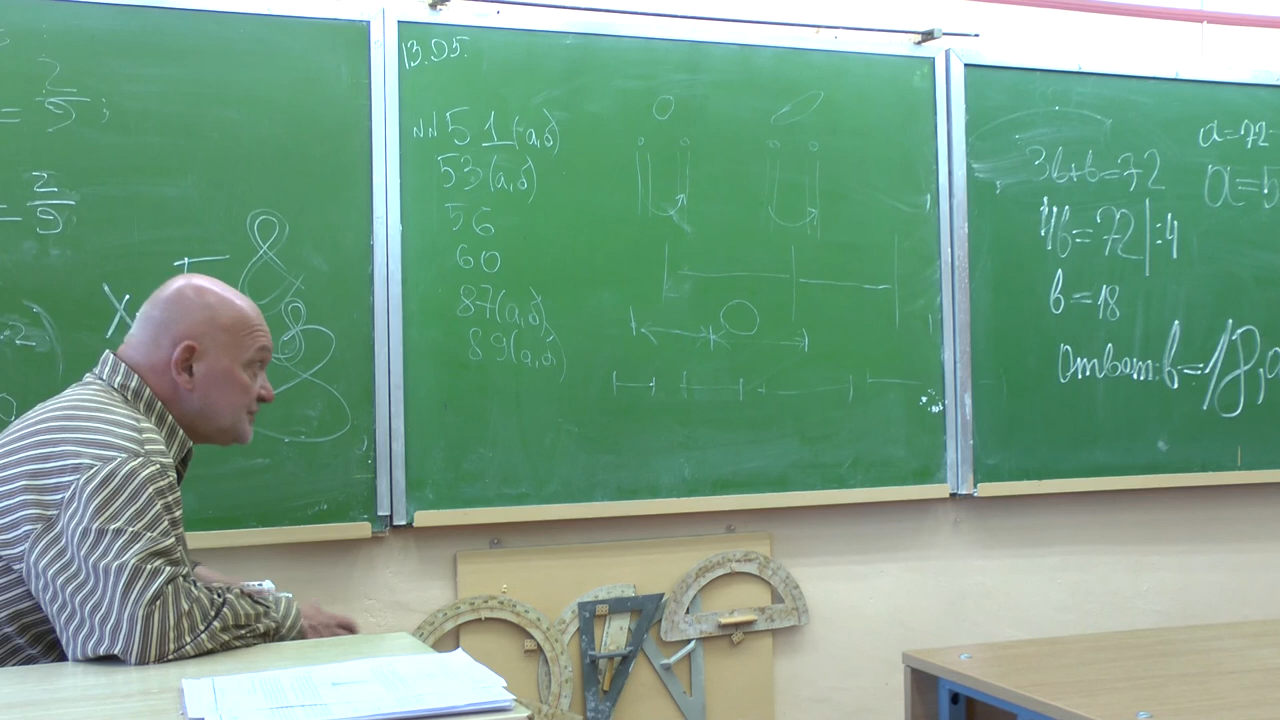 = 2/9;
= 2/9
X
13.05.
NN 51 (а,б)
53(а,б)
56
60
87(а,б)
89(а,б)
3b+b=72
4b=72|:4
b=18
Ответ: b=18,
a=72-
a=5